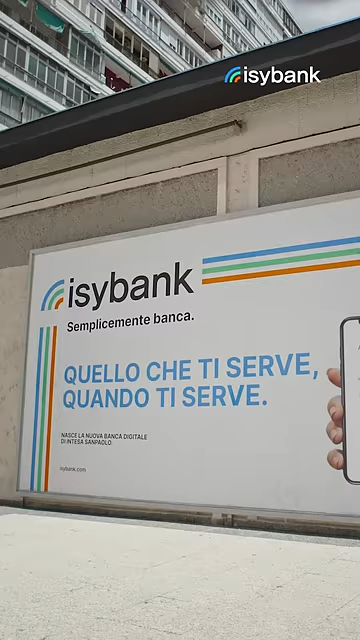 isybank
isybank
Semplicemente banca.
QUELLO CHE TI SERVE,
QUANDO TI SERVE.
NASCE LA NUOVA BANCA DIGITALE
DI INTESA SANPAOLO
isybank.com